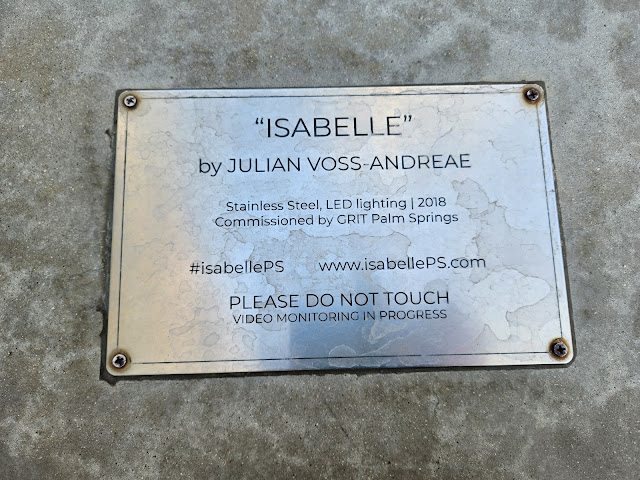 “ISABELLE”
by JULIAN VOSS-ANDREAE
Stainless Steel, LED lighting | 2018
Commissioned by GRIT Palm Springs
#isabellePS www.isabellePS.com
PLEASE DO NOT TOUCH
VIDEO MONITORING IN PROGRESS